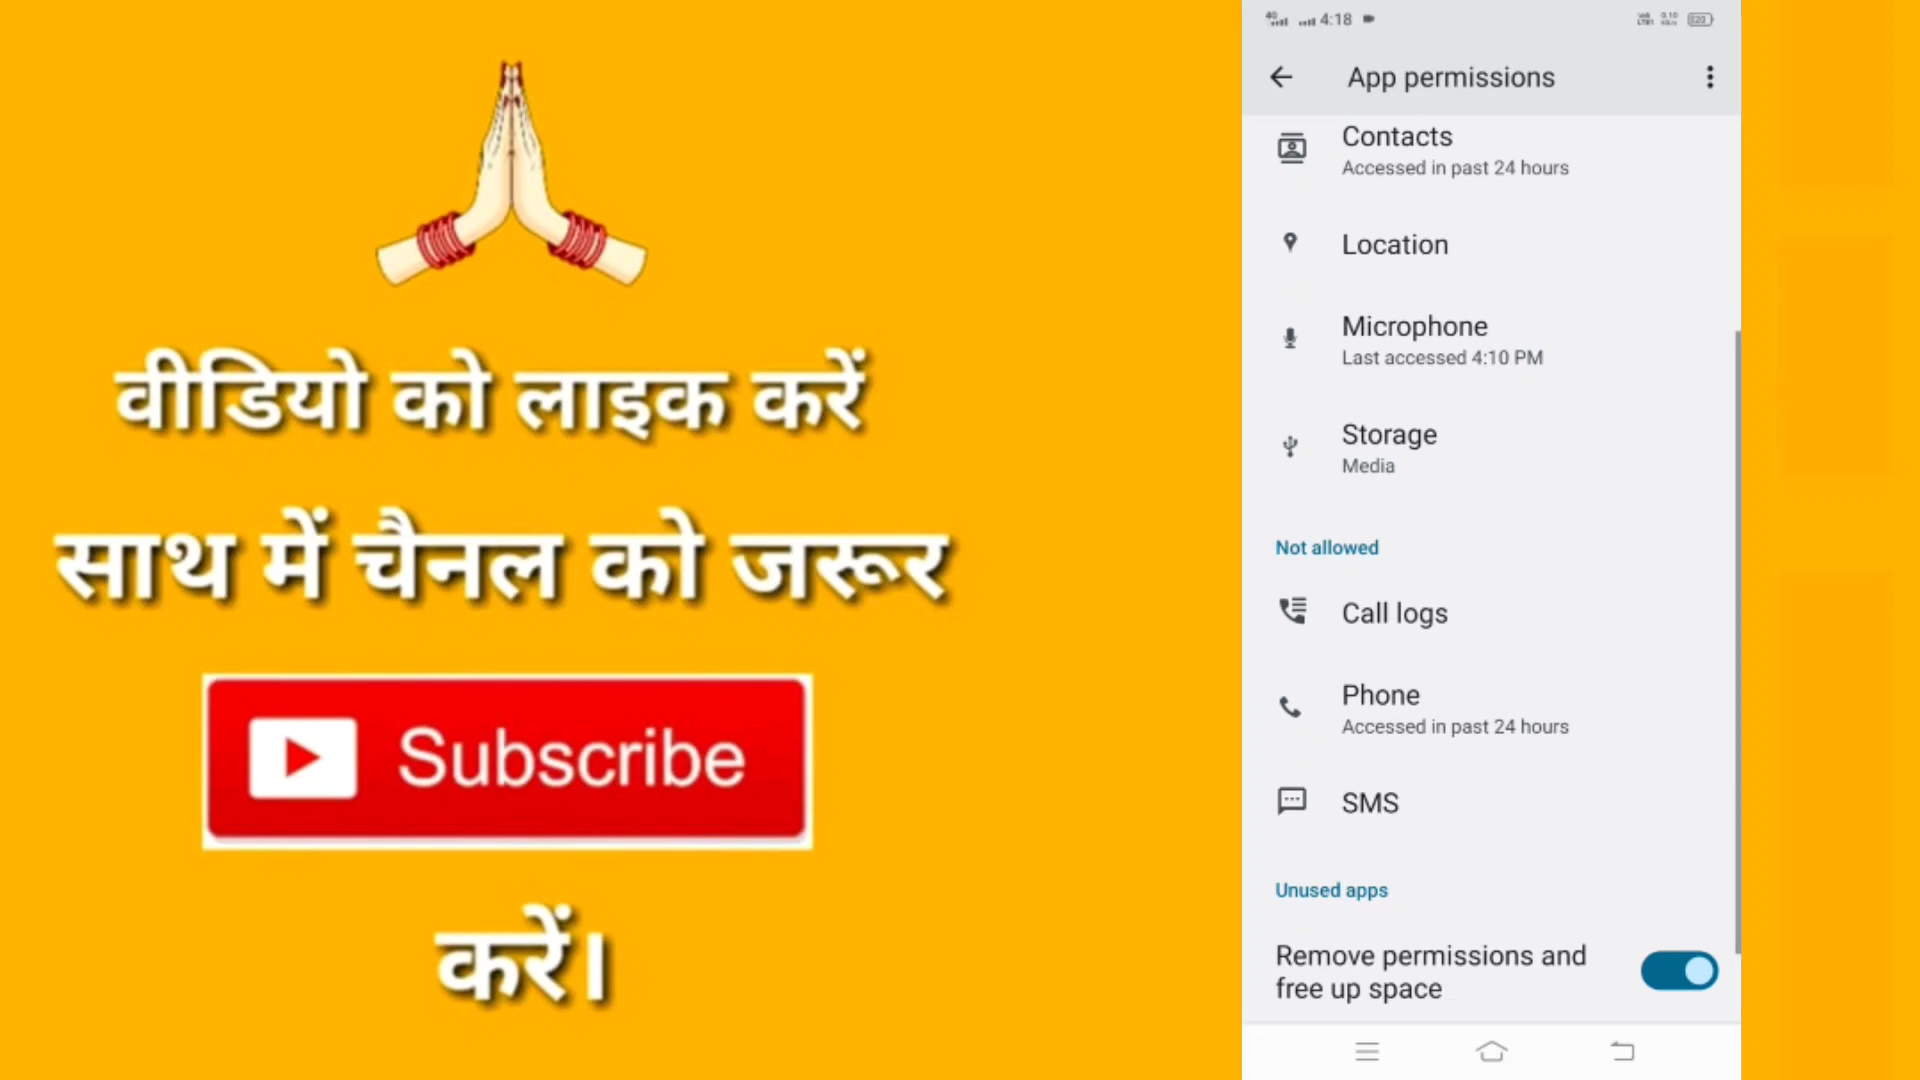 वीडियो को लाइक करें
साथ में चैनल को जरूर
Subscribe
करें।
4G 4:18
App permissions
Contacts
Accessed in past 24 hours
Location
Microphone
Last accessed 4:10 PM
Storage
Media
Not allowed
Call logs
Phone
Accessed in past 24 hours
SMS
Unused apps
Remove permissions and
free up space